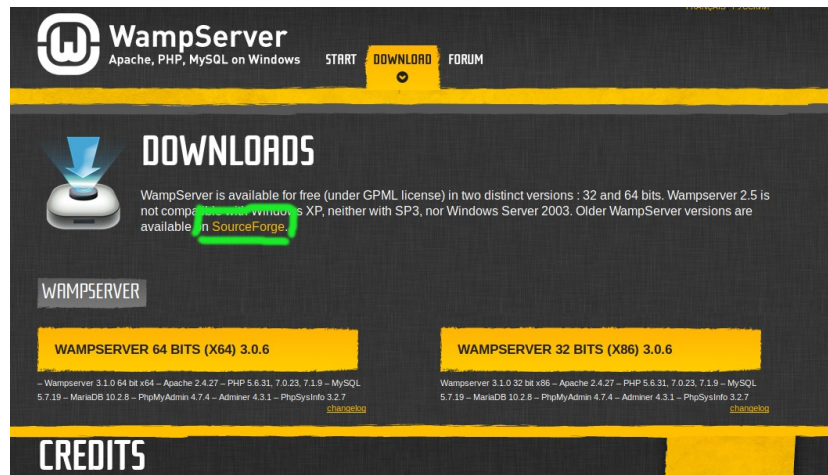 FRANÇAIS РУССКИЙ
WampServer
Apache, PHP, MySQL on Windows
START DOWNLOAD FORUM
DOWNLOADS
WampServer is available for free (under GPML license) in two distinct versions : 32 and 64 bits. Wampserver 2.5 is
not compatible with Windows XP, neither with SP3, nor Windows Server 2003. Older WampServer versions are
available on SourceForge.
WAMPSERVER
WAMPSERVER 64 BITS (X64) 3.0.6
WAMPSERVER 32 BITS (X86) 3.0.6
– Wampserver 3.1.0 64 bit x64 – Apache 2.4.27 – PHP 5.6.31, 7.0.23, 7.1.9 – MySQL
5.7.19 – MariaDB 10.2.8 – PhpMyAdmin 4.7.4 – Adminer 4.3.1 – PhpSysInfo 3.2.7
changelog
Wampserver 3.1.0 32 bit x86 – Apache 2.4.27 – PHP 5.6.31, 7.0.23, 7.1.9 – MySQL
5.7.19 – MariaDB 10.2.8 – PhpMyAdmin 4.7.4 – Adminer 4.3.1 – PhpSysInfo 3.2.7
changelog
CREDITS